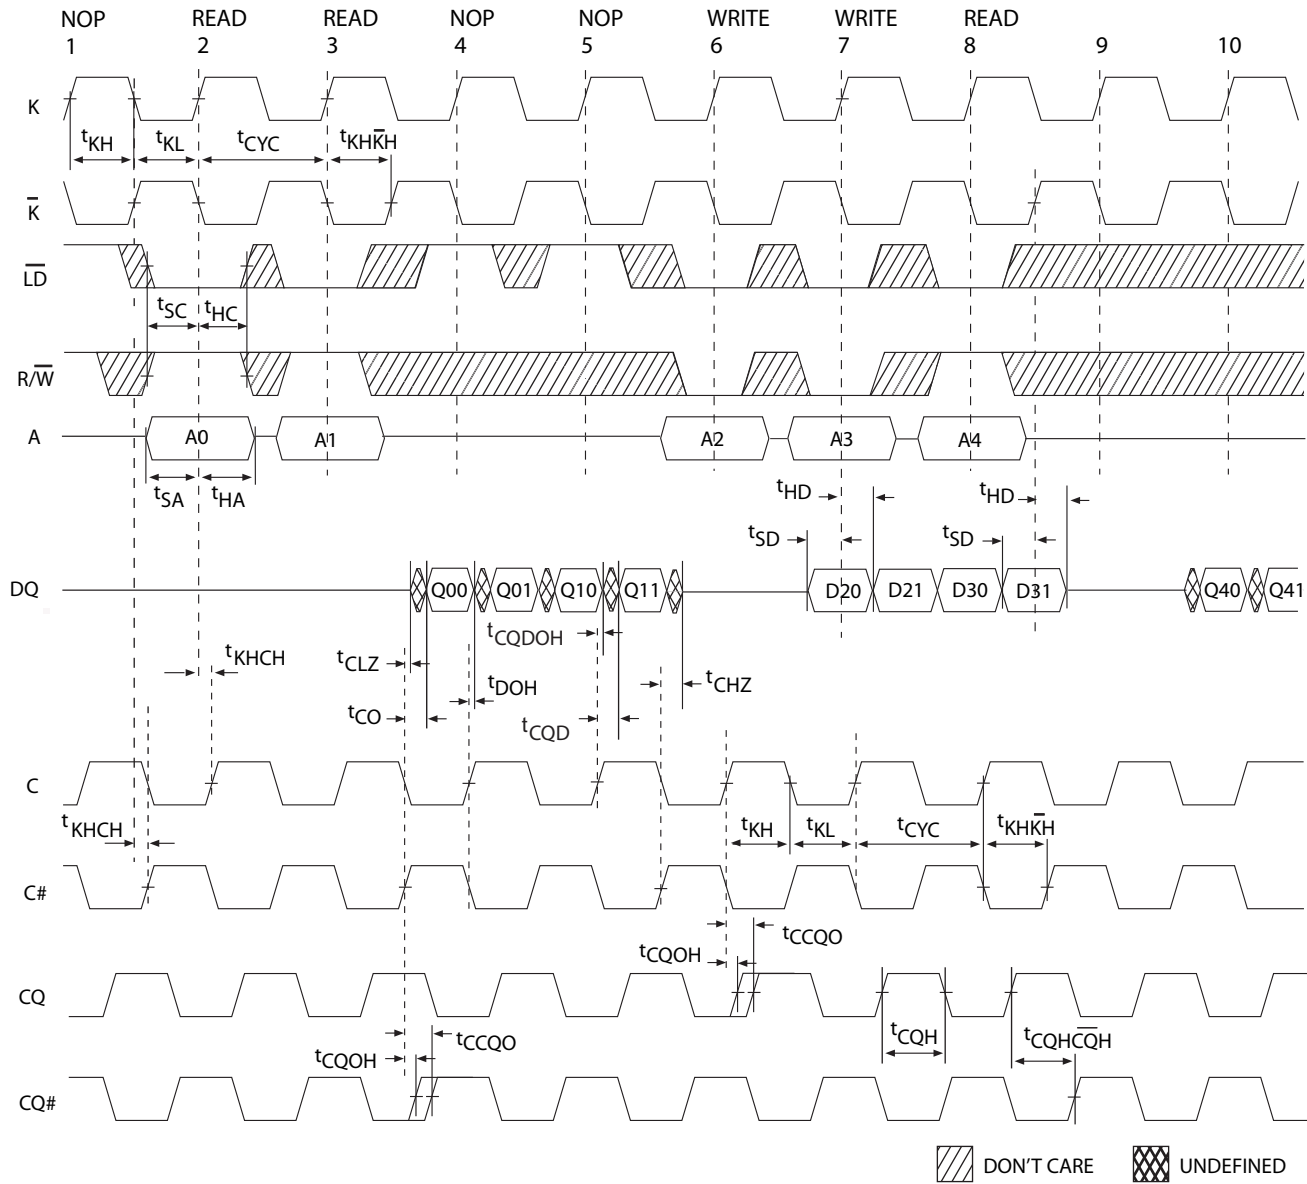 NOP READ READ NOP NOP WRITE WRITE READ
1 2 3 4 5 6 7 8 9 10
K
tKH tKL tCYC tKHK̅H
K̅
L̅D̅
tSC tHC
R/W̅
A A0 A1 A2 A3 A4
tSA tHA tHD tHD
tSD tSD
DQ Q00 Q01 Q10 Q11 D20 D21 D30 D31 Q40 Q41
tCQDOH
tKHCH tCLZ tDOH tCHZ
tCO tCQD
C
tKHCH tKH tKL tCYC tKHK̅H
C#
tCCQO
tCQOH
CQ
tCCQO tCQH tCQHC̅Q̅H
tCQOH
CQ#
DON'T CARE UNDEFINED